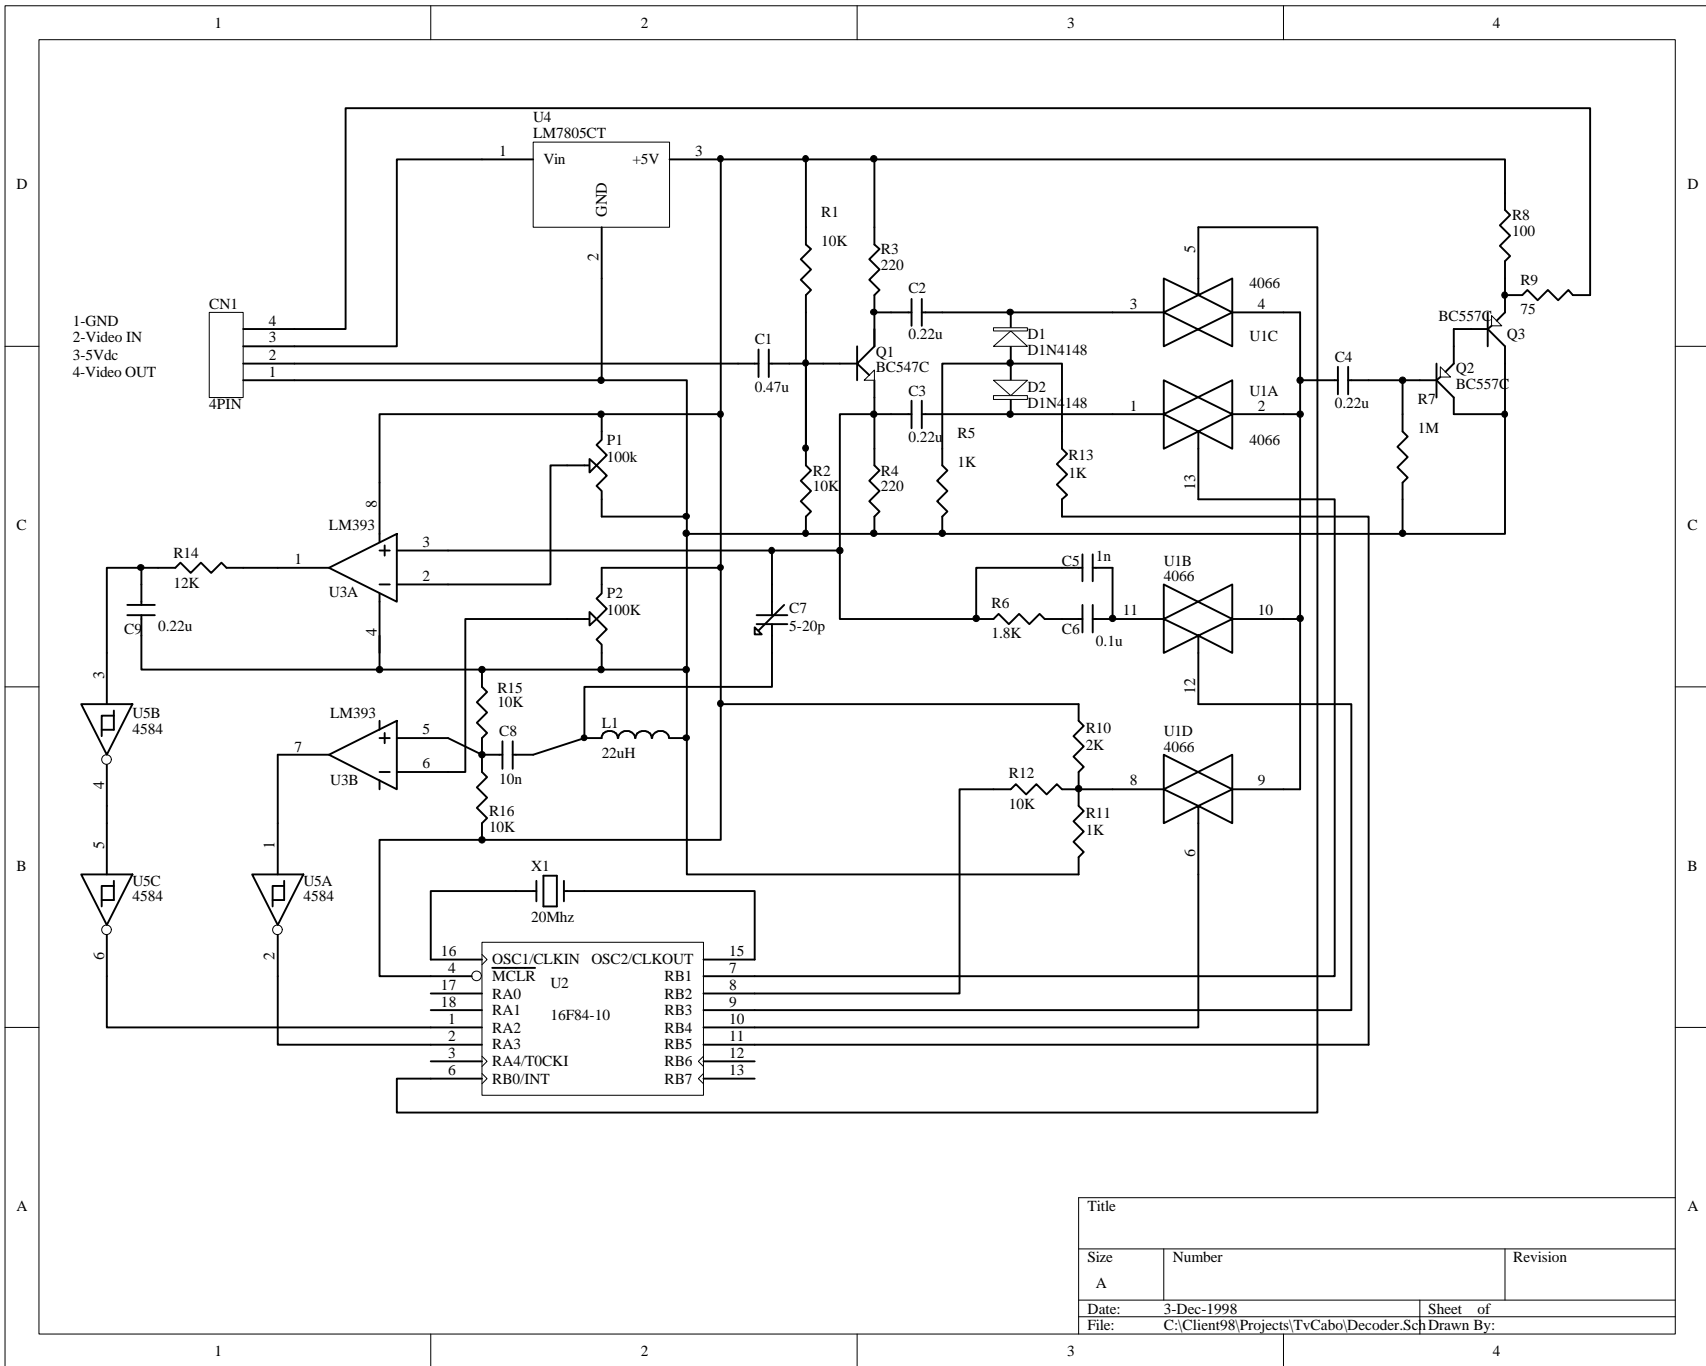 1 2 3 4
D D
C C
B B
A A
1 2 3 4
U4
LM7805CT
1 Vin +5V 3
GND
2
1-GND
2-Video IN
3-5Vdc
4-Video OUT
CN1
4
3
2
1
4PIN
R1
10K
R3
220
C1
0.47u
C2
0.22u
Q1
BC547C
C3
0.22u
R2
10K
R4
220
R5
1K
D1
D1N4148
D2
D1N4148
R13
1K
5
3 4066
4
U1C
U1A
1 2
4066
13
C4
0.22u
R8
100
R9
75
BC557C
Q3
Q2
BC557C
R7
1M
P1
100k
8
LM393
+ 3
- 2
1
U3A
4
R14
12K
C9 0.22u
P2
100K
C7
5-20p
C5 1n
R6
1.8K
C6
0.1u
U1B
4066
11 10
12
3
U5B
4584
4
5
U5C
4584
6
LM393
+ 5
- 6
7
U3B
R15
10K
C8
10n
L1
22uH
R16
10K
1
U5A
4584
2
R10
2K
R12
10K
R11
1K
U1D
4066
8 9
6
X1
20Mhz
16 OSC1/CLKIN OSC2/CLKOUT 15
4 MCLR RB1 7
U2
17 RA0 RB2 8
18 RA1 RB3 9
16F84-10
1 RA2 RB4 10
2 RA3 RB5 11
3 RA4/T0CKI RB6 12
6 RB0/INT RB7 13
Title
Size Number Revision
A
Date: 3-Dec-1998 Sheet of
File: C:\Client98\Projects\TvCabo\Decoder.Sch Drawn By: